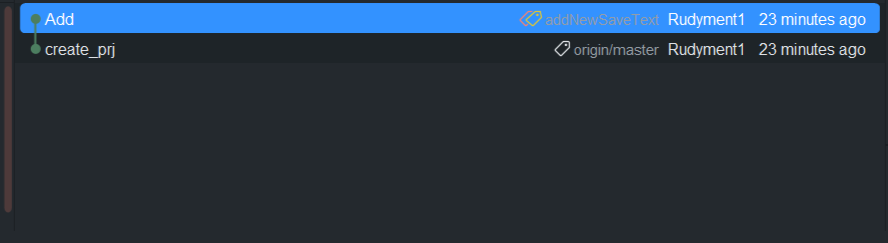 Add addNewSaveText Rudyment1 23 minutes ago
create_prj origin/master Rudyment1 23 minutes ago